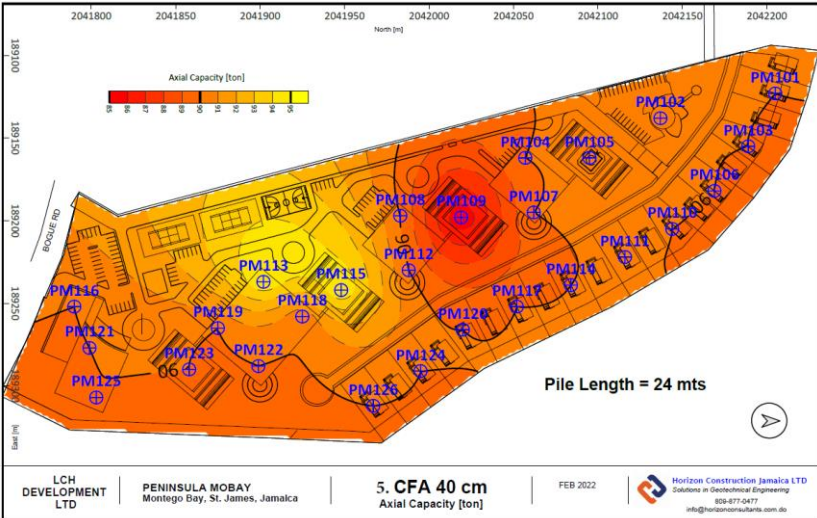 2041800 2041850 2041900 2041950 2042000 2042050 2042100 2042150 2042200
North [m]
189100
189150
189200
189250
189300
East [m]
Axial Capacity [ton]
85 86 87 88 89 90 91 92 93 94 95
BOGUE RD
PM101
PM102
PM103
PM104
PM105
PM106
PM107
PM108
PM109
PM110
PM111
PM112
PM113
PM114
PM115
PM116
PM117
PM118
PM119
PM120
PM121
PM122
PM123
PM124
PM125
PM126
90
90
90
Pile Length = 24 mts
LCH
DEVELOPMENT
LTD
PENINSULA MOBAY
Montego Bay, St. James, Jamaica
5. CFA 40 cm
Axial Capacity [ton]
FEB 2022
Horizon Construction Jamaica LTD
Solutions in Geotechnical Engineering
809-877-0477
info@horizonconsultants.com.do